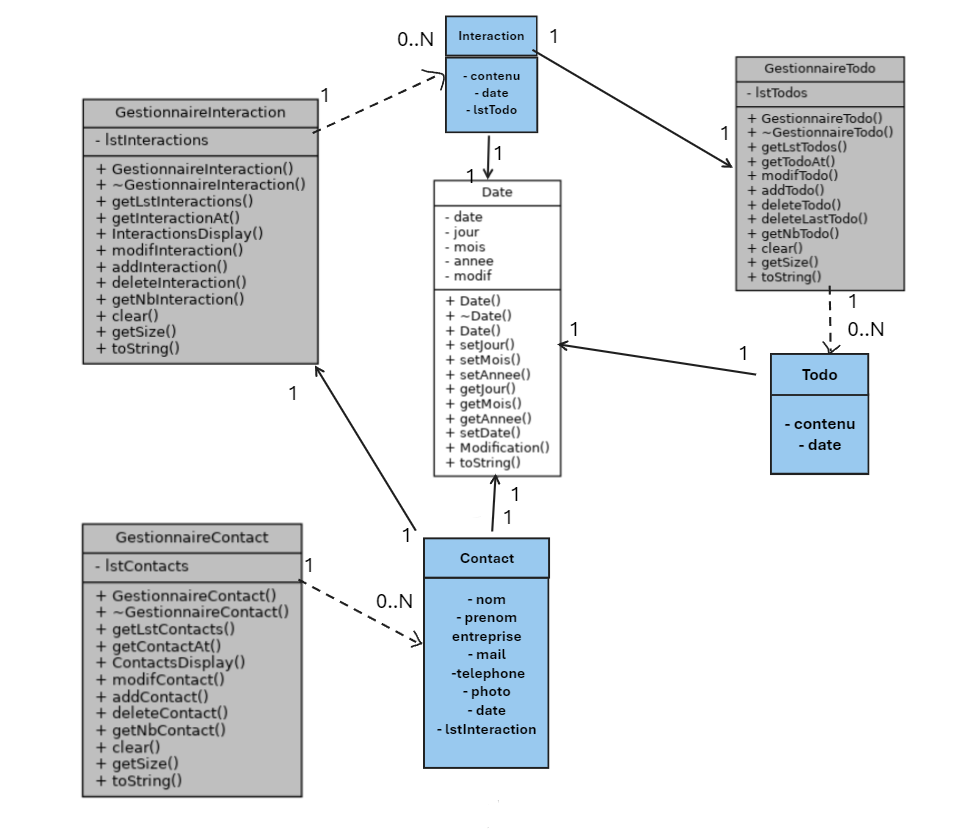 Interaction
- contenu
- date
- lstTodo
0..N
1
1
GestionnaireInteraction
- lstInteractions
+ GestionnaireInteraction()
+ ~GestionnaireInteraction()
+ getLstInteractions()
+ getInteractionAt()
+ InteractionsDisplay()
+ modifInteraction()
+ addInteraction()
+ deleteInteraction()
+ getNbInteraction()
+ clear()
+ getSize()
+ toString()
GestionnaireTodo
- lstTodos
+ GestionnaireTodo()
+ ~GestionnaireTodo()
+ getLstTodos()
+ getTodoAt()
+ modifTodo()
+ addTodo()
+ deleteTodo()
+ deleteLastTodo()
+ getNbTodo()
+ clear()
+ getSize()
+ toString()
1
1
1
Date
- date
- jour
- mois
- annee
- modif
+ Date()
+ ~Date()
+ Date()
+ setJour()
+ setMois()
+ setAnnee()
+ getJour()
+ getMois()
+ getAnnee()
+ setDate()
+ Modification()
+ toString()
1
0..N
1
1
Todo
- contenu
- date
1
1
1
1
GestionnaireContact
- lstContacts
+ GestionnaireContact()
+ ~GestionnaireContact()
+ getLstContacts()
+ getContactAt()
+ ContactsDisplay()
+ modifContact()
+ addContact()
+ deleteContact()
+ getNbContact()
+ clear()
+ getSize()
+ toString()
1
0..N
Contact
- nom
- prenom
entreprise
- mail
-telephone
- photo
- date
- lstInteraction